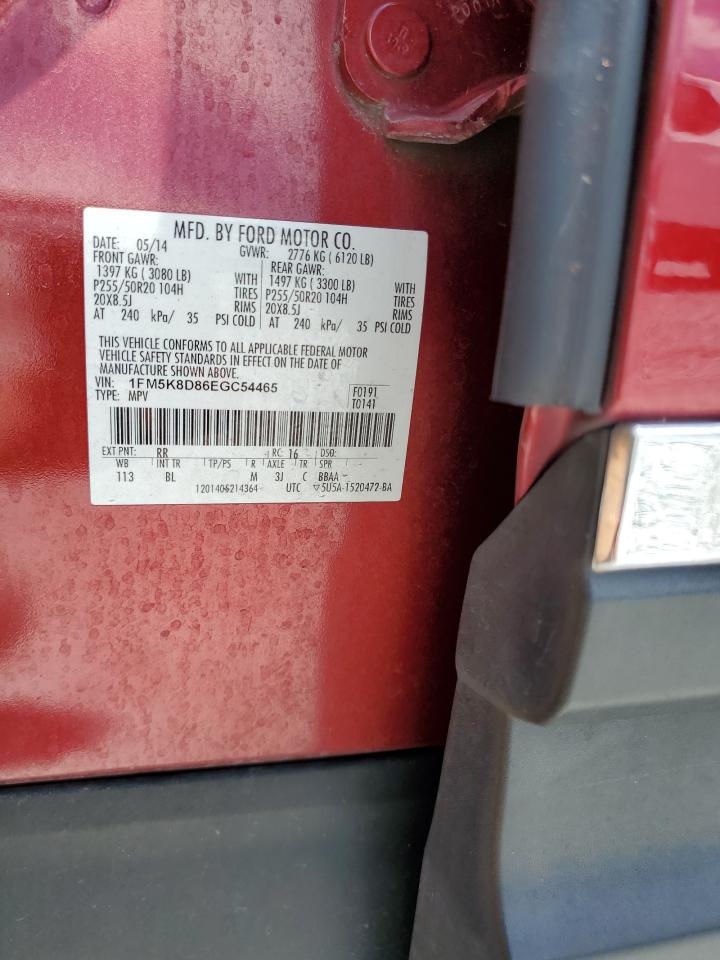 MFD. BY FORD MOTOR CO.
DATE: 05/14 GVWR: 2776 KG ( 6120 LB)
FRONT GAWR: REAR GAWR:
1397 KG ( 3080 LB) WITH 1497 KG ( 3300 LB) WITH
P255/50R20 104H TIRES P255/50R20 104H TIRES
20X8.5J RIMS 20X8.5J RIMS
AT 240 kPa/ 35 PSI COLD AT 240 kPa/ 35 PSI COLD
THIS VEHICLE CONFORMS TO ALL APPLICABLE FEDERAL MOTOR
VEHICLE SAFETY STANDARDS IN EFFECT ON THE DATE OF
MANUFACTURE SHOWN ABOVE.
VIN: 1FM5K8D86EGC54465 F0191
TYPE: MPV T0141
EXT PNT: RR RC: 16 DSO:
WB INT TR TP/PS R AXLE TR SPR
113 BL M 3J C BBAA
1201406214364 UTC ▽5U5A-1520472-BA